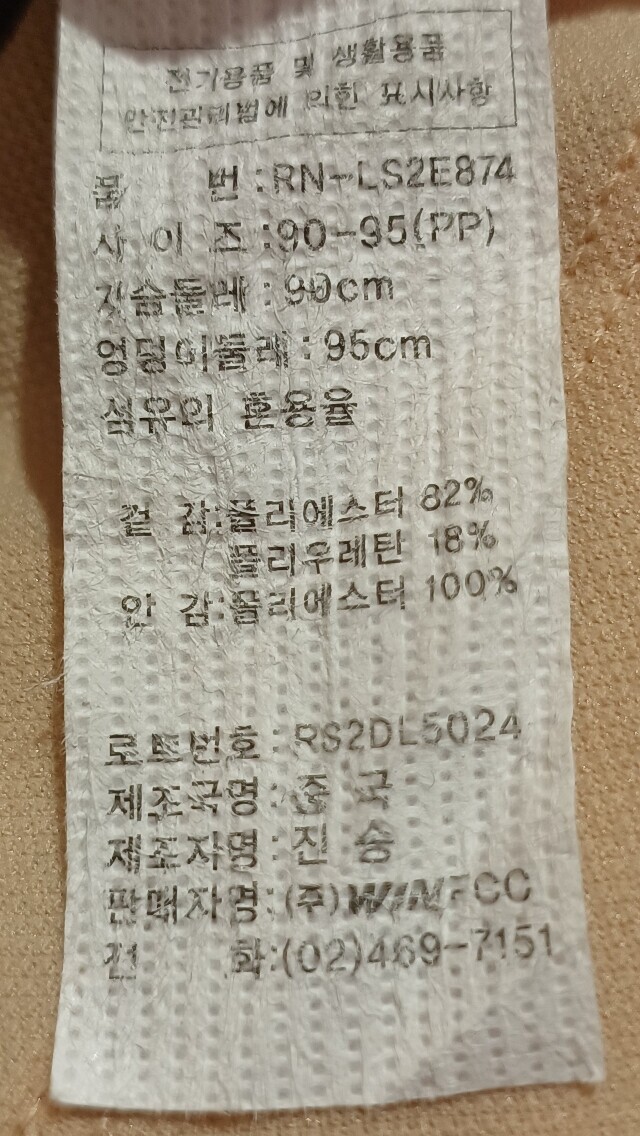 전기용품 및 생활용품
안전관리법에 의한 표시사항
품 번 : RN-LS2E874
사 이 즈 : 90-95(PP)
가슴둘레 : 90cm
엉덩이둘레 : 95cm
섬유의 혼용율
겉 감 : 폴리에스터 82%
폴리우레탄 18%
안 감 : 폴리에스터 100%
로트번호 : RS2DL5024
제조국명 : 중 국
제조자명 : 진 송
판매자명 : (주)
전 화 : (02)469-7151